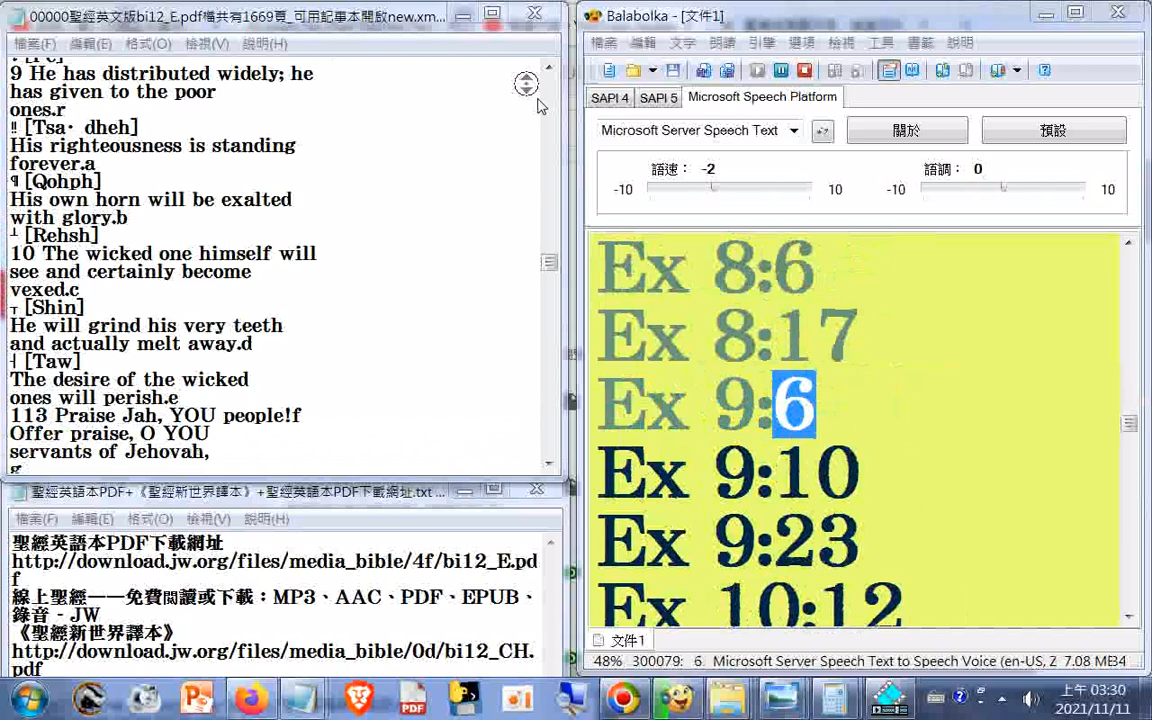 00000聖經英文版bi12_E.pdf檔共有1669頁_可用記事本開啟new.xm...
檔案(F) 編輯(E) 格式(O) 檢視(V) 說明(H)
9 He has distributed widely; he
has given to the poor
ones.r
[Tsa· dheh]
His righteousness is standing
forever.a
[Qohph]
His own horn will be exalted
with glory.b
[Rehsh]
10 The wicked one himself will
see and certainly become
vexed.c
[Shin]
He will grind his very teeth
and actually melt away.d
[Taw]
The desire of the wicked
ones will perish.e
113 Praise Jah, YOU people!f
Offer praise, O YOU
servants of Jehovah,
g
聖經英語本PDF+《聖經新世界譯本》+聖經英語本PDF下載網址.txt ...
檔案(F) 編輯(E) 格式(O) 檢視(V) 說明(H)
聖經英語本PDF下載網址
http://download.jw.org/files/media_bible/4f/bi12_E.pd
f
線上聖經——免費閱讀或下載：MP3、AAC、PDF、EPUB、
錄音 - JW
《聖經新世界譯本》
http://download.jw.org/files/media_bible/0d/bi12_CH.
pdf
Balabolka - [文件1]
檔案 編輯 文字 朗讀 引擎 選項 檢視 工具 書籤 說明
SAPI 4 SAPI 5 Microsoft Speech Platform
Microsoft Server Speech Text 關於 預設
語速： -2 語調： 0
-10 10 -10 10
Ex 8:6
Ex 8:17
Ex 9:6
Ex 9:10
Ex 9:23
Ex 10:12
文件1
48% 300079: 6. Microsoft Server Speech Text to Speech Voice (en-US, Z 7.08 MB34
上午 03:30
2021/11/11